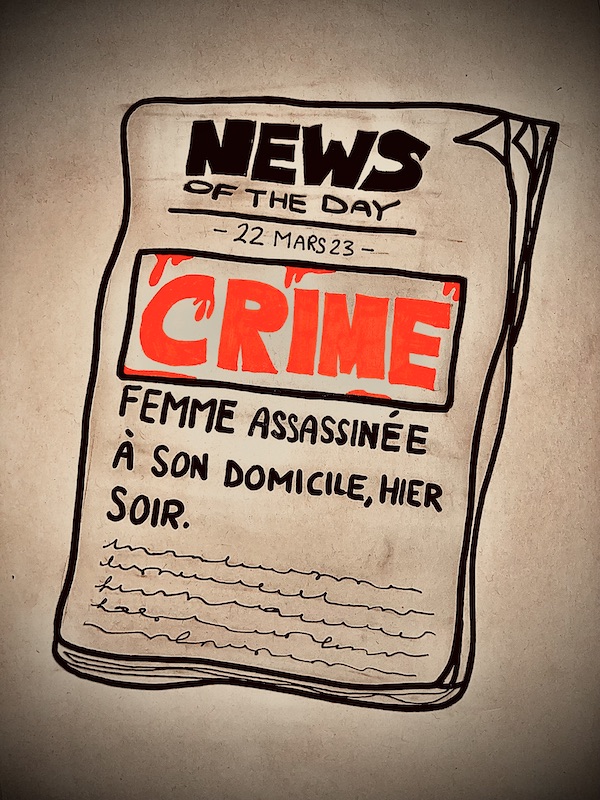 NEWS
OF THE DAY
- 22 MARS 23 -
CRIME
FEMME ASSASSINÉE
À SON DOMICILE, HIER
SOIR.